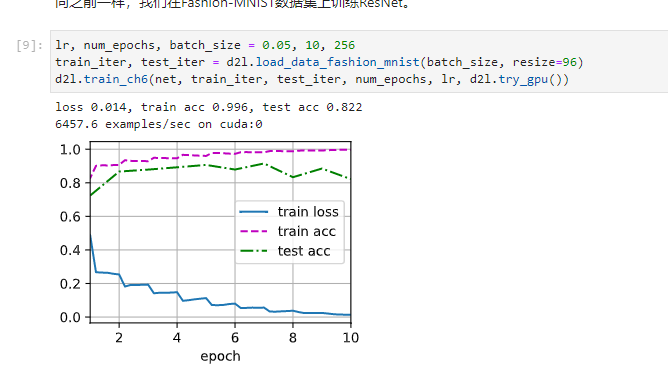 同之前一样，我们在Fashion-MNIST数据集上训练ResNet。
[9]:
lr, num_epochs, batch_size = 0.05, 10, 256
train_iter, test_iter = d2l.load_data_fashion_mnist(batch_size, resize=96)
d2l.train_ch6(net, train_iter, test_iter, num_epochs, lr, d2l.try_gpu())
loss 0.014, train acc 0.996, test acc 0.822
6457.6 examples/sec on cuda:0
1.0
0.8
0.6
0.4
0.2
0.0
train loss
train acc
test acc
2 4 6 8 10
epoch